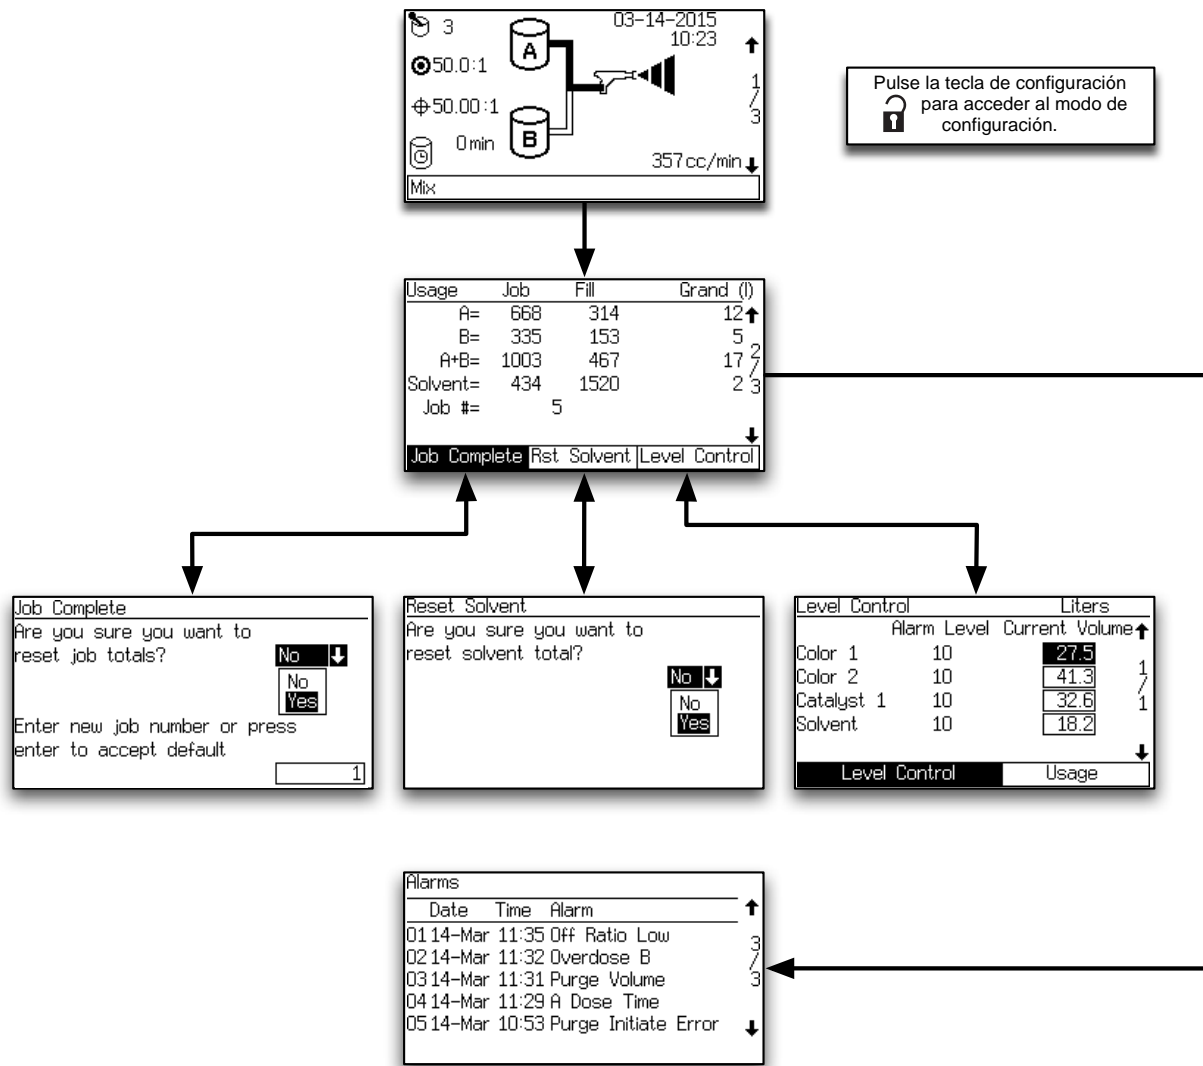 3
03-14-2015
10:23
A
50.0:1
1
/
3
50.00:1
B
0 min
357 cc/min
Mix
Pulse la tecla de configuración
para acceder al modo de
configuración.
Usage Job Fill Grand (l)
A= 668 314 12
B= 335 153 5
A+B= 1003 467 17
Solvent= 434 1520 2
Job #= 5
2
/
3
Job Complete Rst Solvent Level Control
Job Complete
Are you sure you want to
reset job totals? No
No
Yes
Enter new job number or press
enter to accept default
1
Reset Solvent
Are you sure you want to
reset solvent total?
No
No
Yes
Level Control Liters
Alarm Level Current Volume
Color 1 10 27.5
Color 2 10 41.3
Catalyst 1 10 32.6
Solvent 10 18.2
1
/
1
Level Control Usage
Alarms
Date Time Alarm
01 14-Mar 11:35 Off Ratio Low
02 14-Mar 11:32 Overdose B
03 14-Mar 11:31 Purge Volume
04 14-Mar 11:29 A Dose Time
05 14-Mar 10:53 Purge Initiate Error
3
/
3